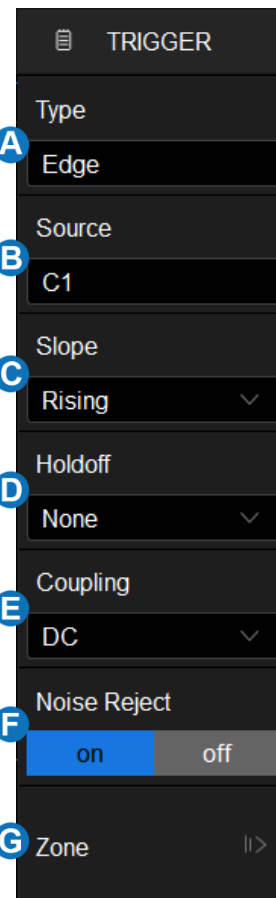 TRIGGER
Type
A
Edge
Source
B
C1
Slope
C
Rising
Holdoff
D
None
Coupling
E
DC
Noise Reject
F
on off
G Zone